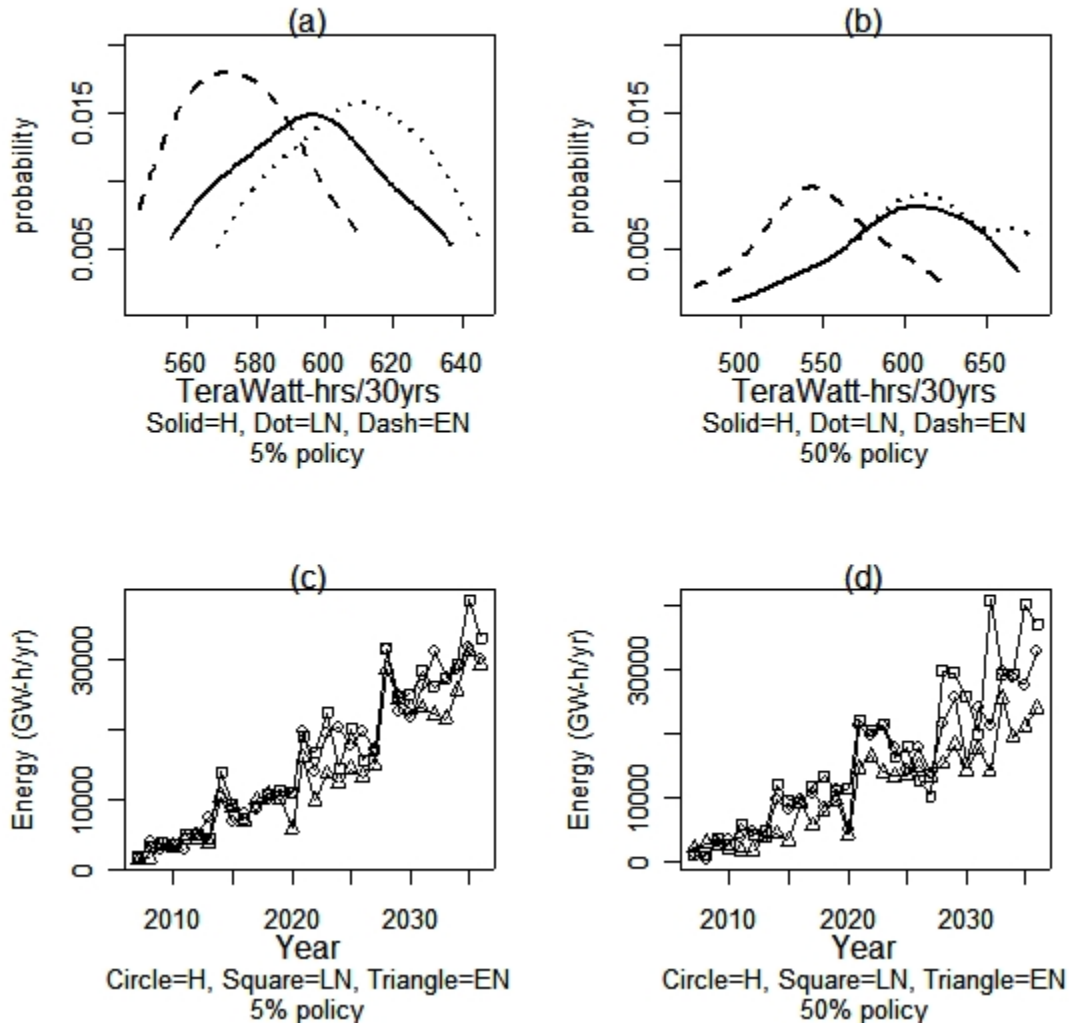 (a)
probability
0.005 0.015
560 580 600 620 640
TeraWatt-hrs/30yrs
Solid=H, Dot=LN, Dash=EN
5% policy
(b)
probability
0.005 0.015
500 550 600 650
TeraWatt-hrs/30yrs
Solid=H, Dot=LN, Dash=EN
50% policy
(c)
Energy (GW-h/yr)
0 10000 30000
2010 2020 2030
Year
Circle=H, Square=LN, Triangle=EN
5% policy
(d)
Energy (GW-h/yr)
0 10000 30000
2010 2020 2030
Year
Circle=H, Square=LN, Triangle=EN
50% policy